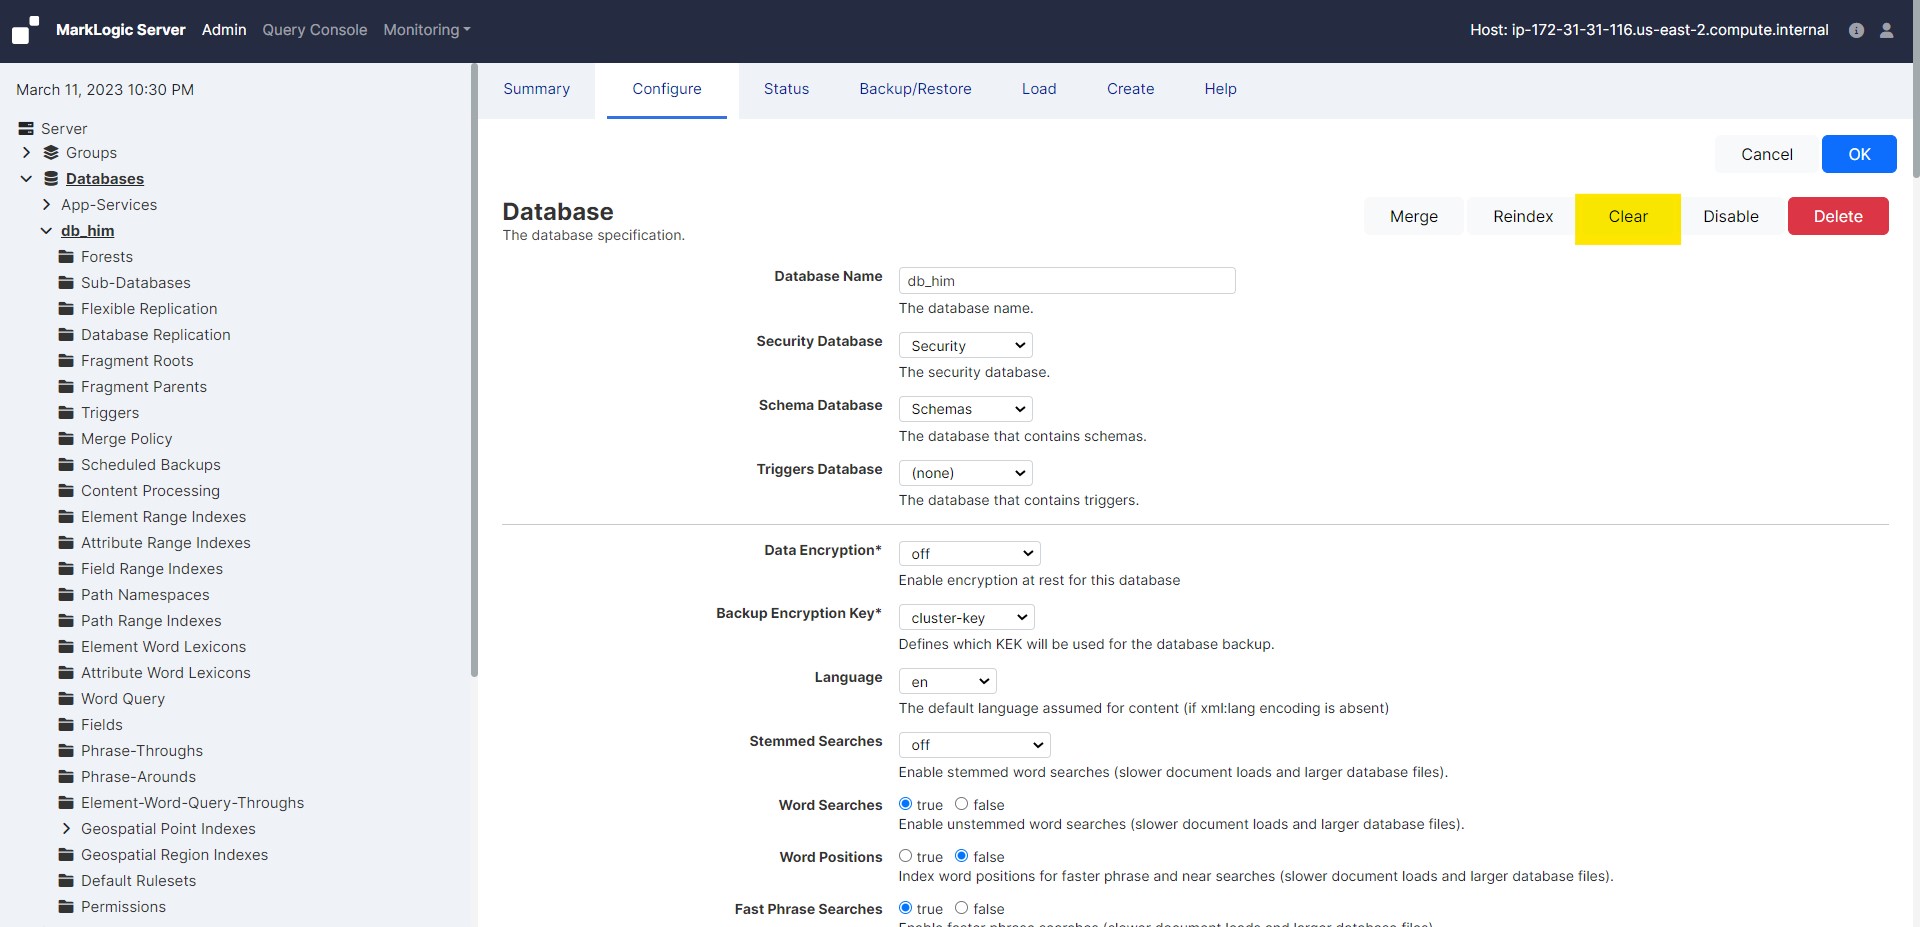 MarkLogic Server Admin Query Console Monitoring
Host: ip-172-31-31-116.us-east-2.compute.internal
March 11, 2023 10:30 PM
Server
Groups
Databases
App-Services
db_him
Forests
Sub-Databases
Flexible Replication
Database Replication
Fragment Roots
Fragment Parents
Triggers
Merge Policy
Scheduled Backups
Content Processing
Element Range Indexes
Attribute Range Indexes
Field Range Indexes
Path Namespaces
Path Range Indexes
Element Word Lexicons
Attribute Word Lexicons
Word Query
Fields
Phrase-Throughs
Phrase-Arounds
Element-Word-Query-Throughs
Geospatial Point Indexes
Geospatial Region Indexes
Default Rulesets
Permissions
Summary Configure Status Backup/Restore Load Create Help
Cancel OK
Database
The database specification.
Merge Reindex Clear Disable Delete
Database Name db_him
The database name.
Security Database Security
The security database.
Schema Database Schemas
The database that contains schemas.
Triggers Database (none)
The database that contains triggers.
Data Encryption* off
Enable encryption at rest for this database
Backup Encryption Key* cluster-key
Defines which KEK will be used for the database backup.
Language en
The default language assumed for content (if xml:lang encoding is absent)
Stemmed Searches off
Enable stemmed word searches (slower document loads and larger database files).
Word Searches true false
Enable unstemmed word searches (slower document loads and larger database files).
Word Positions true false
Index word positions for faster phrase and near searches (slower document loads and larger database files).
Fast Phrase Searches true false
Enable faster phrase searches (slower document loads and larger database files).